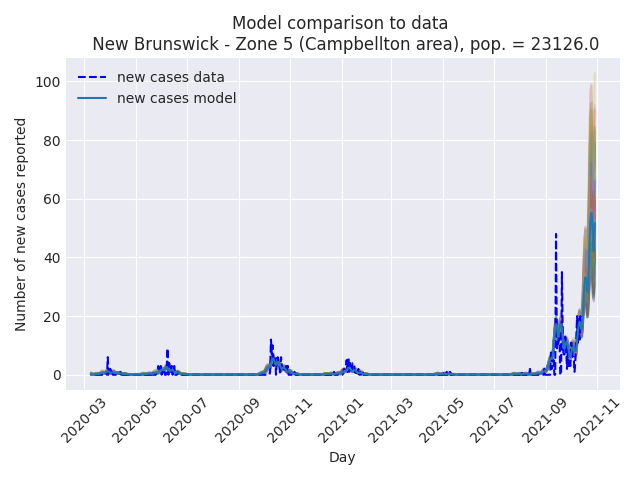 Model comparison to data
New Brunswick - Zone 5 (Campbellton area), pop. = 23126.0
new cases data
new cases model
Number of new cases reported
100
80
60
40
20
0
2020-03
2020-05
2020-07
2020-09
2020-11
2021-01
2021-03
2021-05
2021-07
2021-09
2021-11
Day